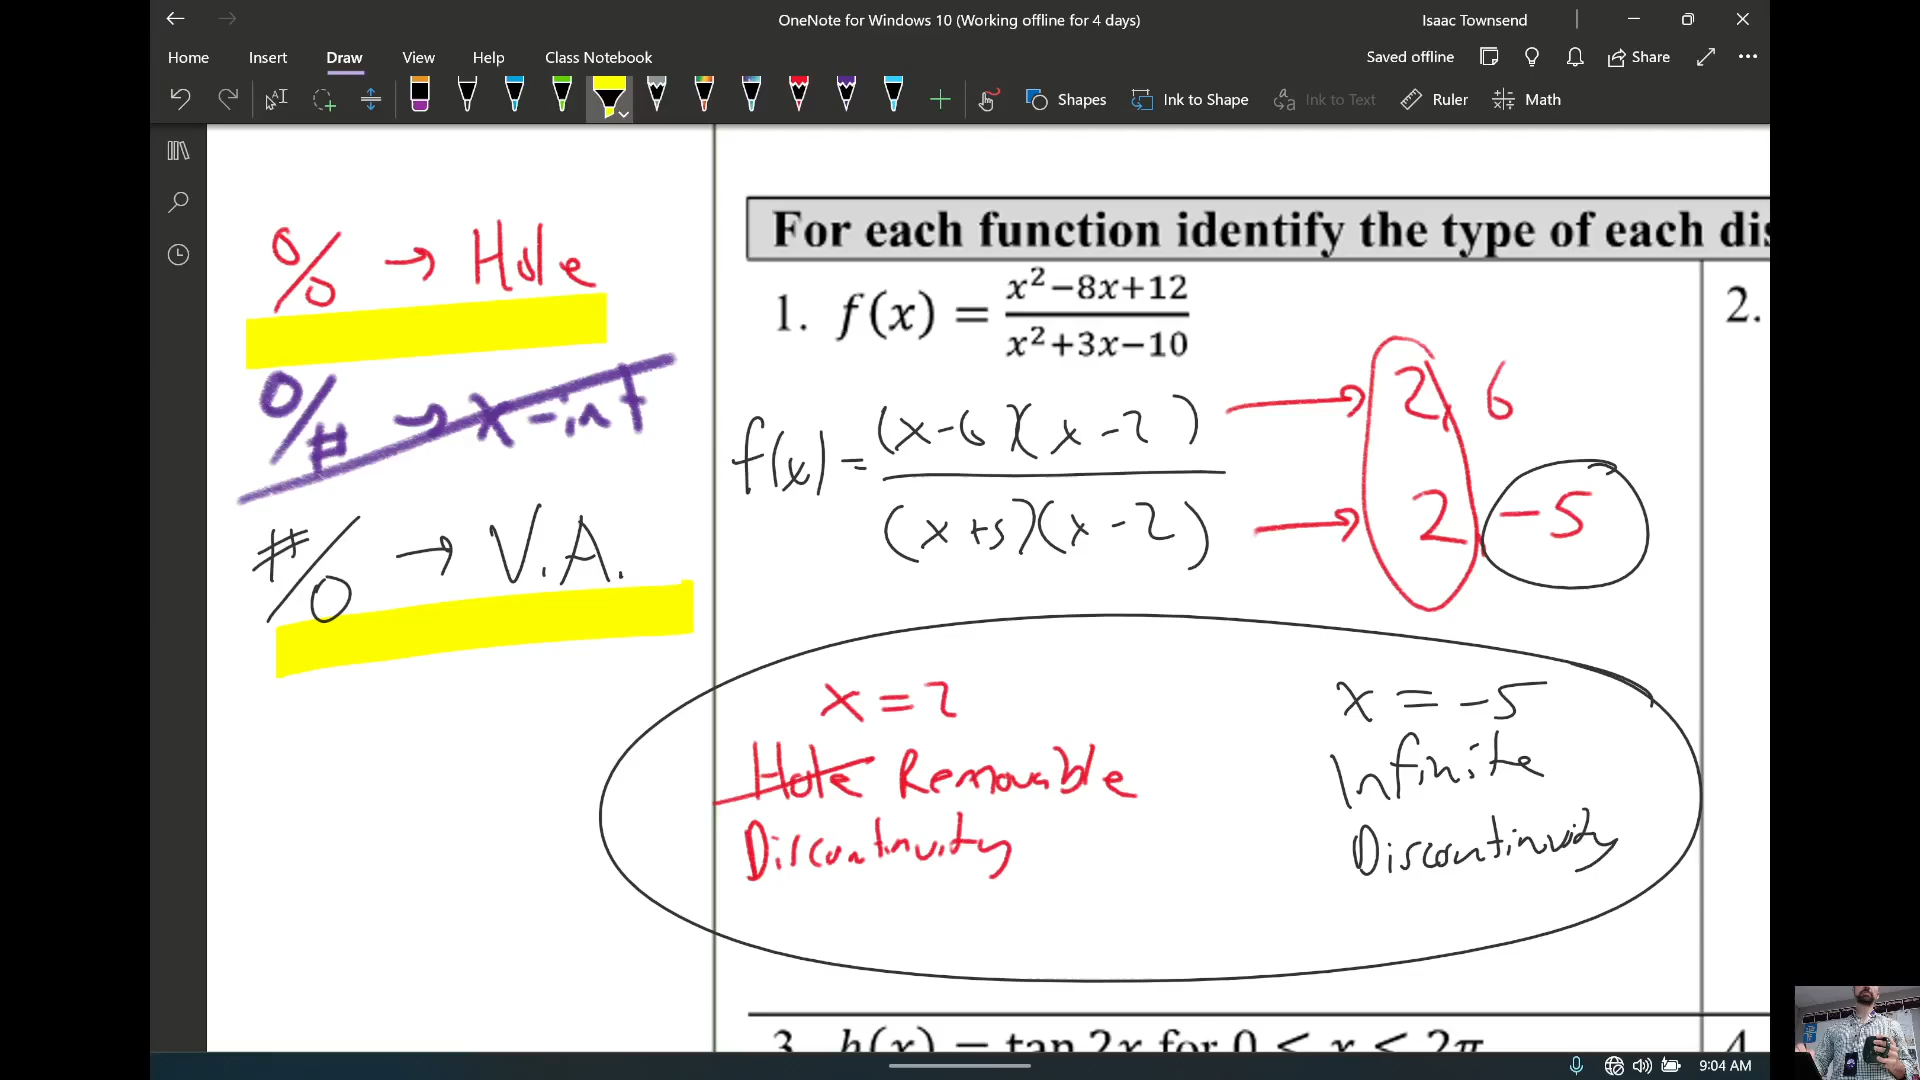 OneNote for Windows 10 (Working offline for 4 days)
Isaac Townsend
Home Insert Draw View Help Class Notebook
Saved offline Share
Shapes Ink to Shape Ink to Text Ruler Math
0/0 → Hole
0/# → x-int
#/0 → V.A.
For each function identify the type of each dis
1. f(x) = (x²−8x+12)/(x²+3x−10)
2.
f(x) = (x-6)(x-2)/(x+5)(x-2)
→ 2, 6
→ 2 -5
x = 2
Hole Removable
Discontinuity
x = -5
Infinite
Discontinuity
3. h(x) = tan 2x for 0 ≤ x ≤ 2π
4.
9:04 AM